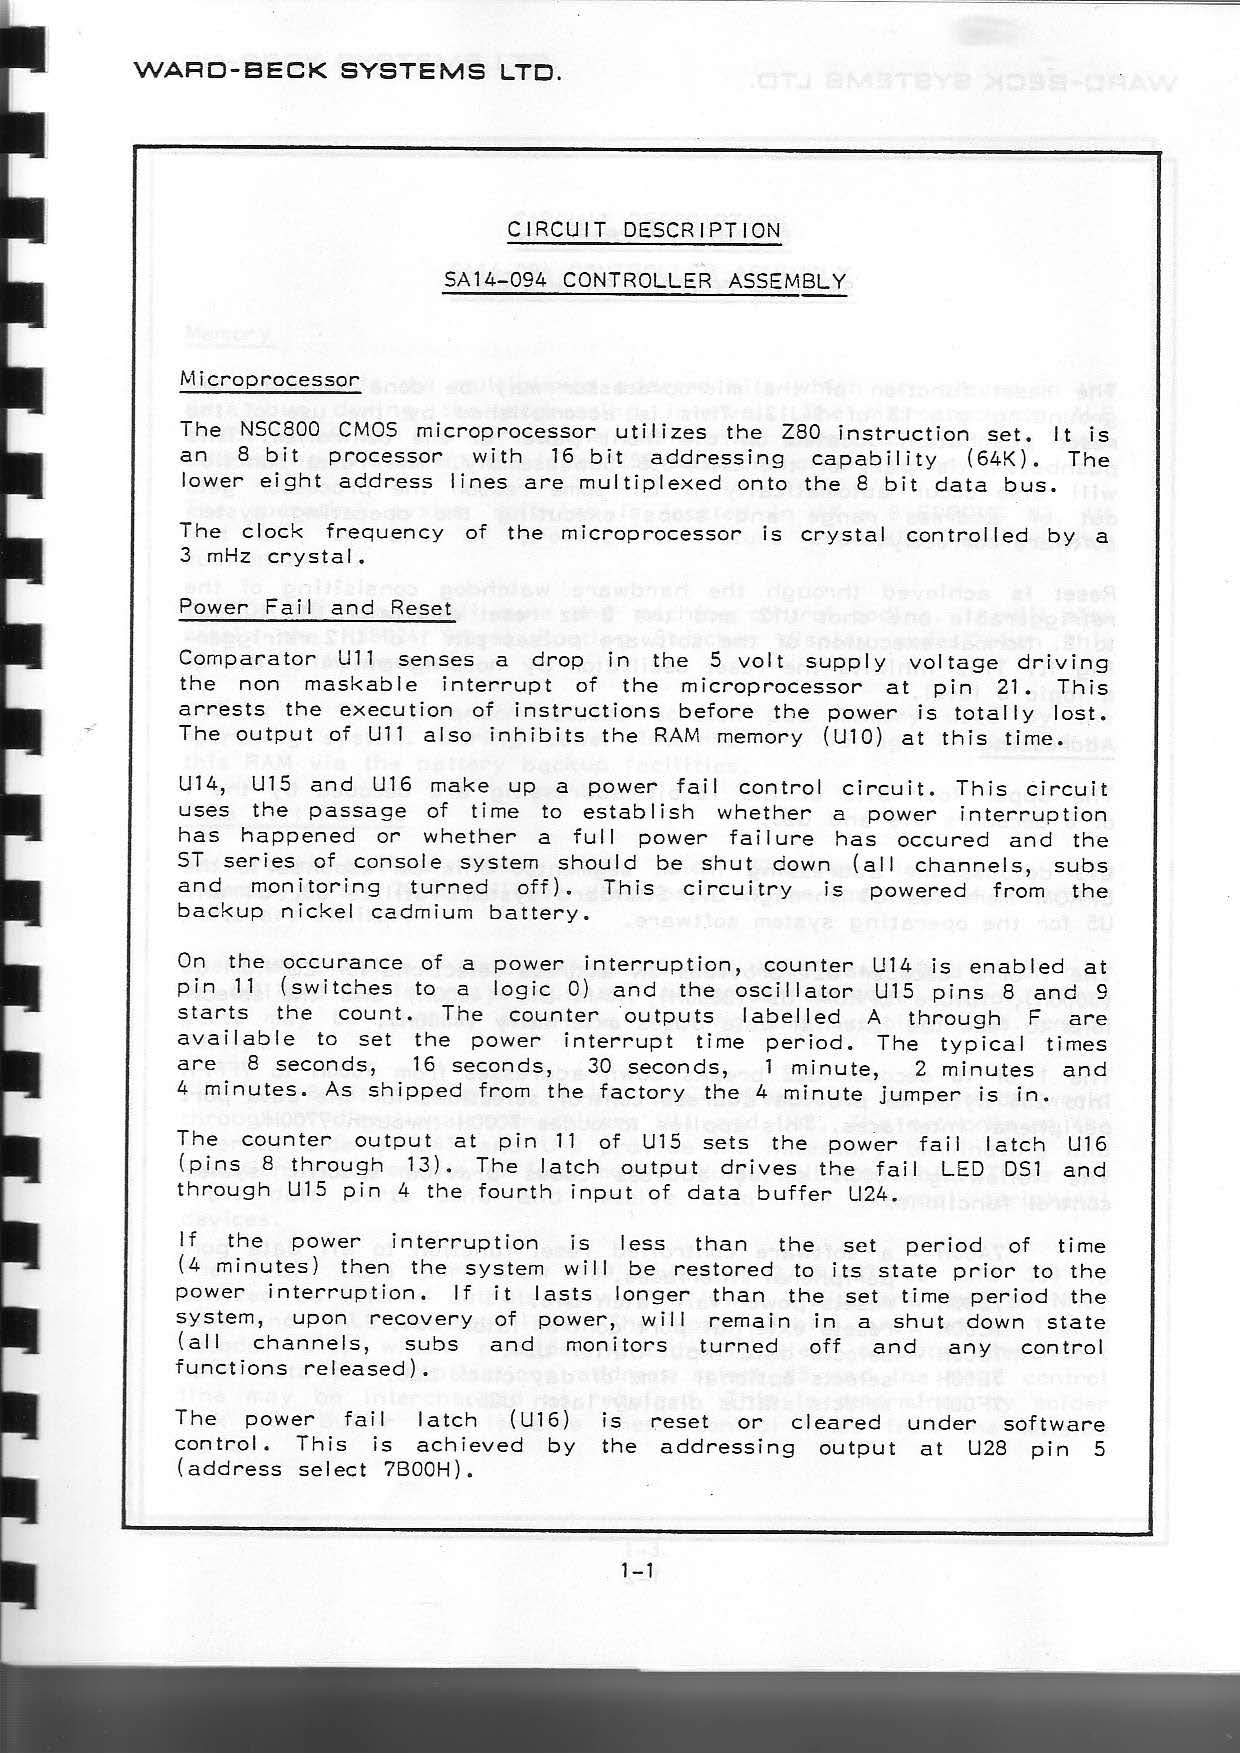 WARD-BECK SYSTEMS LTD.
CIRCUIT DESCRIPTION
SA14-094 CONTROLLER ASSEMBLY
Microprocessor
The NSC800 CMOS microprocessor utilizes the Z80 instruction set. It is
an 8 bit processor with 16 bit addressing capability (64K). The
lower eight address lines are multiplexed onto the 8 bit data bus.
The clock frequency of the microprocessor is crystal controlled by a
3 mHz crystal.
Power Fail and Reset
Comparator U11 senses a drop in the 5 volt supply voltage driving
the non maskable interrupt of the microprocessor at pin 21. This
arrests the execution of instructions before the power is totally lost.
The output of U11 also inhibits the RAM memory (U10) at this time.
U14, U15 and U16 make up a power fail control circuit. This circuit
uses the passage of time to establish whether a power interruption
has happened or whether a full power failure has occured and the
ST series of console system should be shut down (all channels, subs
and monitoring turned off). This circuitry is powered from the
backup nickel cadmium battery.
On the occurance of a power interruption, counter U14 is enabled at
pin 11 (switches to a logic 0) and the oscillator U15 pins 8 and 9
starts the count. The counter outputs labelled A through F are
available to set the power interrupt time period. The typical times
are 8 seconds, 16 seconds, 30 seconds, 1 minute, 2 minutes and
4 minutes. As shipped from the factory the 4 minute jumper is in.
The counter output at pin 11 of U15 sets the power fail latch U16
(pins 8 through 13). The latch output drives the fail LED DS1 and
through U15 pin 4 the fourth input of data buffer U24.
If the power interruption is less than the set period of time
(4 minutes) then the system will be restored to its state prior to the
power interruption. If it lasts longer than the set time period the
system, upon recovery of power, will remain in a shut down state
(all channels, subs and monitors turned off and any control
functions released).
The power fail latch (U16) is reset or cleared under software
control. This is achieved by the addressing output at U28 pin 5
(address select 7B00H).
1-1